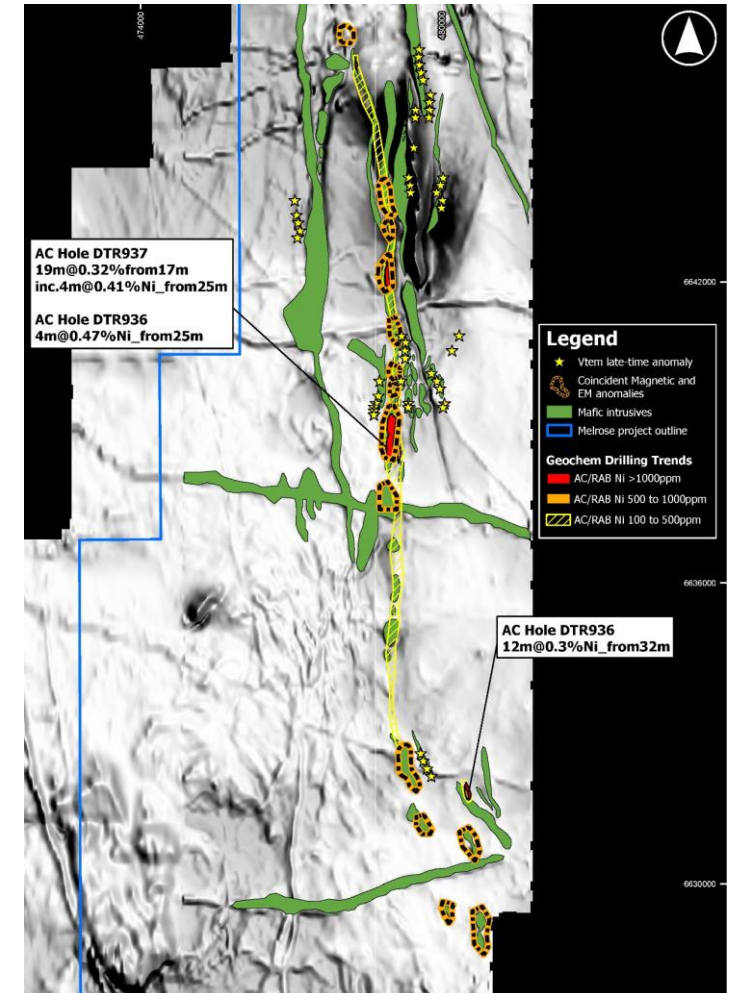 474000
480000
AC Hole DTR937
19m@0.32%from17m
inc.4m@0.41%Ni_from25m
AC Hole DTR936
4m@0.47%Ni_from25m
6642000
Legend
Vtem late-time anomaly
Coincident Magnetic and
EM anomalies
Mafic intrusives
Melrose project outline
Geochem Drilling Trends
AC/RAB Ni >1000ppm
AC/RAB Ni 500 to 1000ppm
AC/RAB Ni 100 to 500ppm
6636000
AC Hole DTR936
12m@0.3%Ni_from32m
6630000